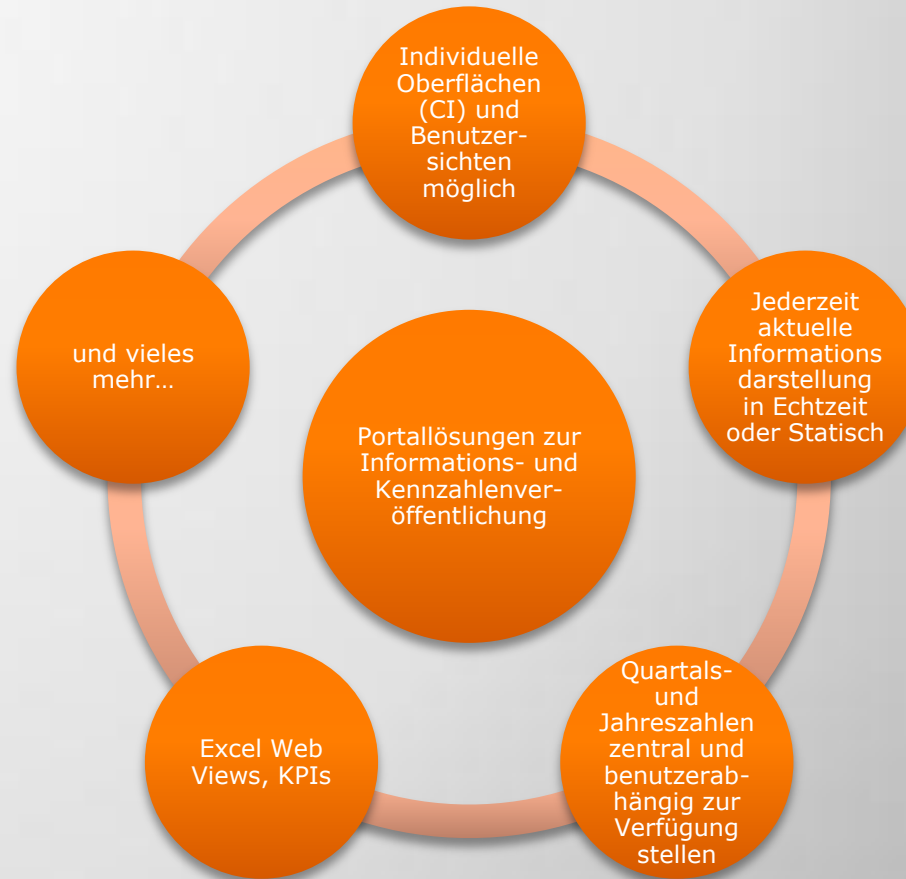 Individuelle
Oberflächen
(CI) und
Benutzer-
sichten
möglich
Jederzeit
aktuelle
Informations
darstellung
in Echtzeit
oder Statisch
Quartals-
und
Jahreszahlen
zentral und
benutzerab-
hängig zur
Verfügung
stellen
Excel Web
Views, KPIs
und vieles
mehr…
Portallösungen zur
Informations- und
Kennzahlenver-
öffentlichung